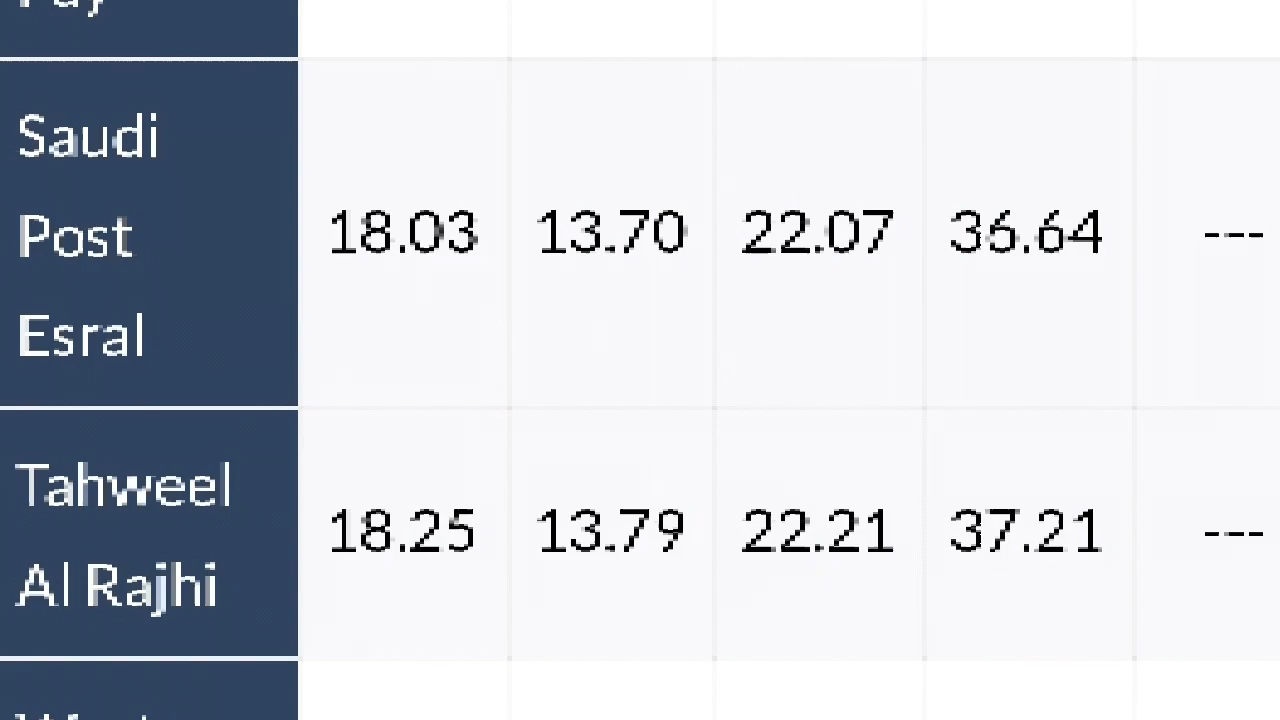 Saudi
Post
Esral
18.03 13.70 22.07 36.64 ---
Tahweel
Al Rajhi
18.25 13.79 22.21 37.21 ---